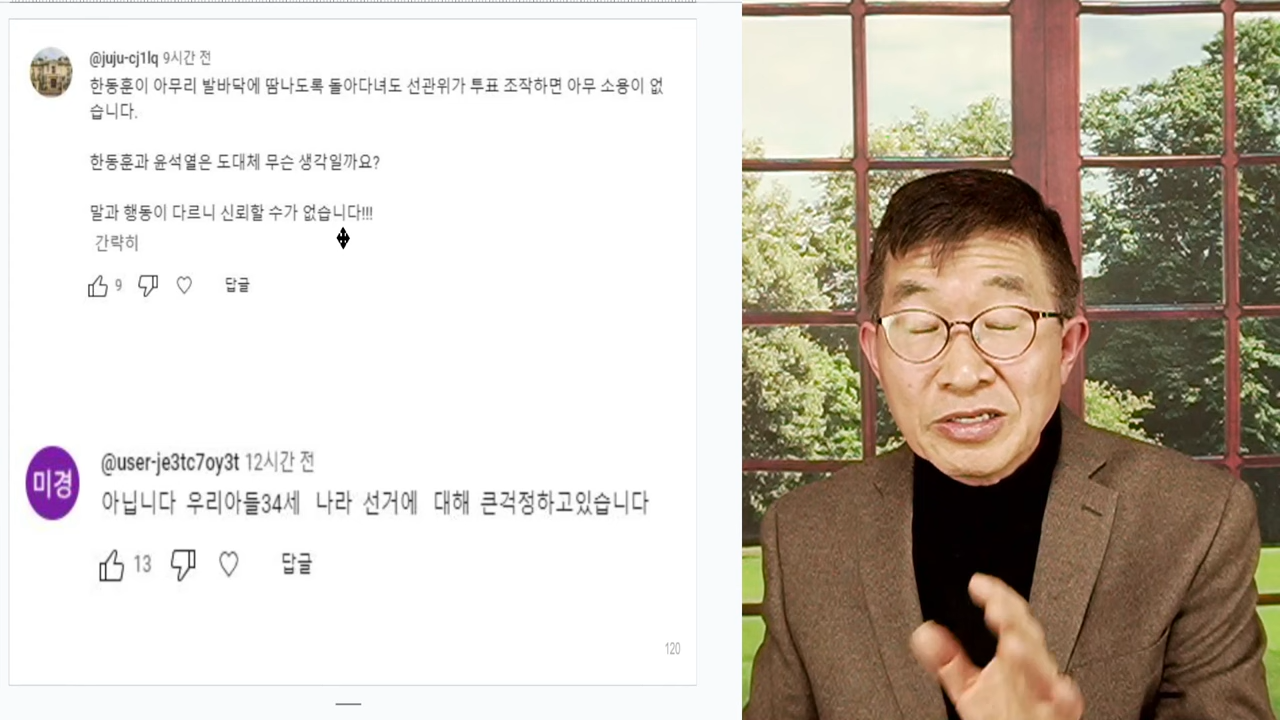 @juju-cj1lq 9시간 전
한동훈이 아무리 발바닥에 땀나도록 돌아다녀도 선관위가 투표 조작하면 아무 소용이 없
습니다.
한동훈과 윤석열은 도대체 무슨 생각일까요?
말과 행동이 다르니 신뢰할 수가 없습니다!!!
간략히
9 답글
미경
@user-je3tc7oy3t 12시간 전
아닙니다 우리아들34세 나라 선거에 대해 큰걱정하고있습니다
13 답글
120